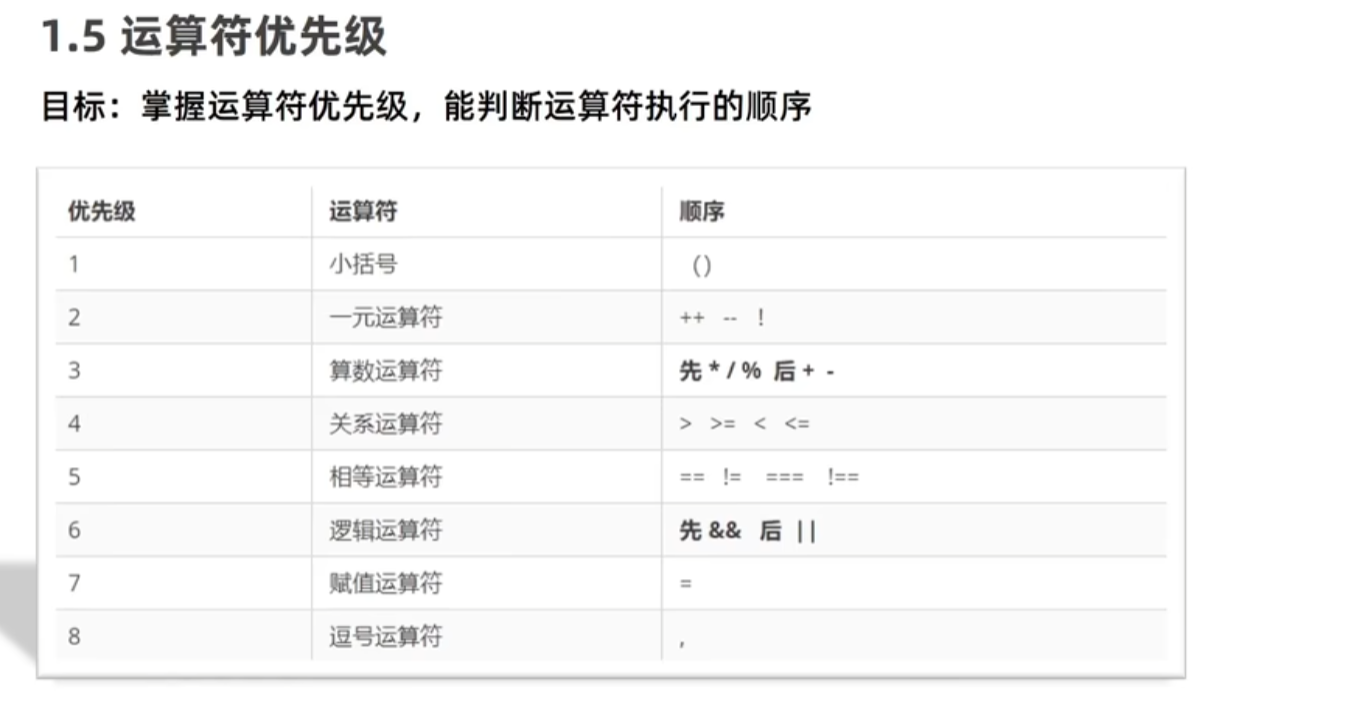 1.5 运算符优先级
目标：掌握运算符优先级，能判断运算符执行的顺序
优先级 运算符 顺序
1 小括号 ()
2 一元运算符 ++ -- !
3 算数运算符 先 * / % 后 + -
4 关系运算符 > >= < <=
5 相等运算符 == != === !==
6 逻辑运算符 先 && 后 ||
7 赋值运算符 =
8 逗号运算符 ,